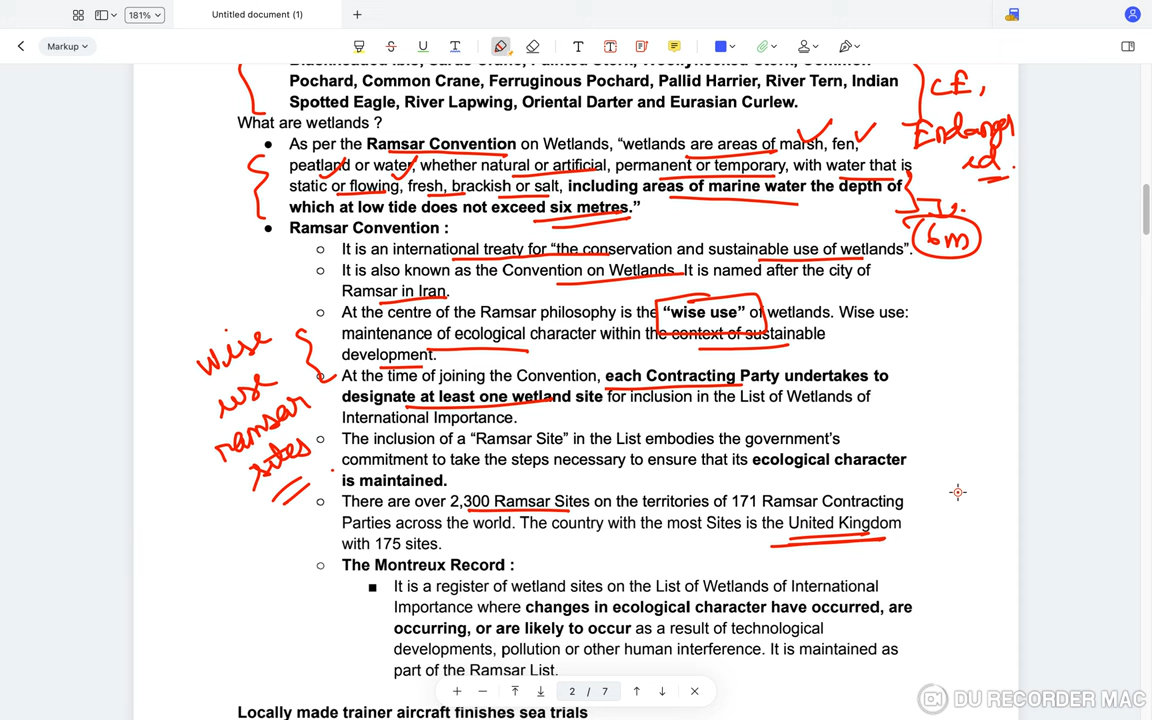 181%
Untitled document (1)
Markup
Pochard, Common Crane, Ferruginous Pochard, Pallid Harrier, River Tern, Indian
Spotted Eagle, River Lapwing, Oriental Darter and Eurasian Curlew.
What are wetlands ?
As per the Ramsar Convention on Wetlands, “wetlands are areas of marsh, fen,
peatland or water, whether natural or artificial, permanent or temporary, with water that is
static or flowing, fresh, brackish or salt, including areas of marine water the depth of
which at low tide does not exceed six metres.”
Ramsar Convention :
It is an international treaty for “the conservation and sustainable use of wetlands”.
It is also known as the Convention on Wetlands. It is named after the city of
Ramsar in Iran.
At the centre of the Ramsar philosophy is the “wise use” of wetlands. Wise use:
maintenance of ecological character within the context of sustainable
development.
At the time of joining the Convention, each Contracting Party undertakes to
designate at least one wetland site for inclusion in the List of Wetlands of
International Importance.
The inclusion of a “Ramsar Site” in the List embodies the government’s
commitment to take the steps necessary to ensure that its ecological character
is maintained.
There are over 2,300 Ramsar Sites on the territories of 171 Ramsar Contracting
Parties across the world. The country with the most Sites is the United Kingdom
with 175 sites.
The Montreux Record :
It is a register of wetland sites on the List of Wetlands of International
Importance where changes in ecological character have occurred, are
occurring, or are likely to occur as a result of technological
developments, pollution or other human interference. It is maintained as
part of the Ramsar List.
Locally made trainer aircraft finishes sea trials
6m
wise
use
ramsar
sites
2 / 7
DU RECORDER MAC